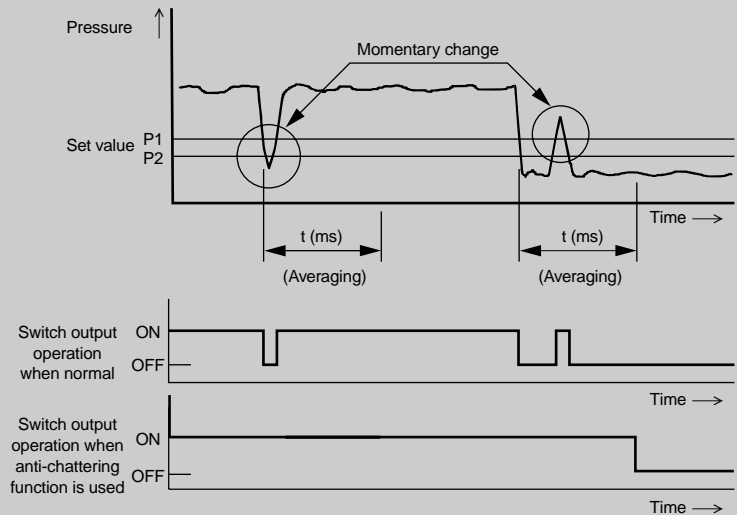 Pressure
Momentary change
Set value
P1
P2
Time
t (ms)
t (ms)
(Averaging)
(Averaging)
Switch output
operation
when normal
ON
OFF
Time
Switch output
operation when
anti-chattering
function is used
ON
OFF
Time